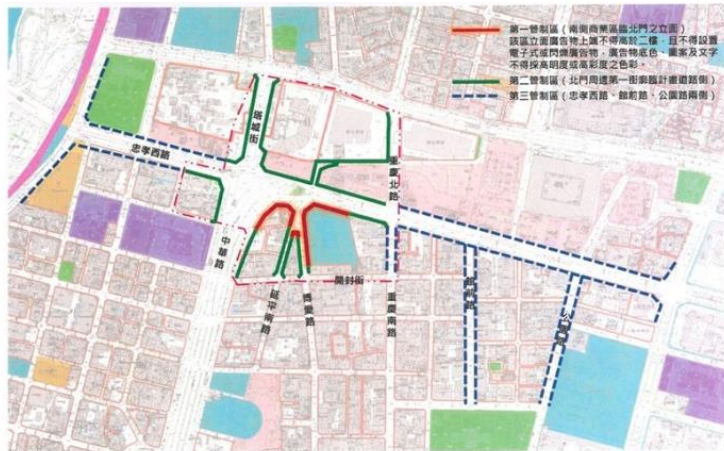 第一管制區（南側商業區臨北門之立面）
該區立面廣告物上端不得高於二樓，且不得設置
電子式或閃爍廣告物，廣告物底色、圖案及文字
不得採高明度或高彩度之色彩。
第二管制區（北門周邊第一街廓臨計畫道路側）
第三管制區（忠孝西路、館前路、公園路兩側）
塔城街
忠孝西路
重慶北路
中華路
開封街
延平南路
博愛路
重慶南路
館前路
公園路